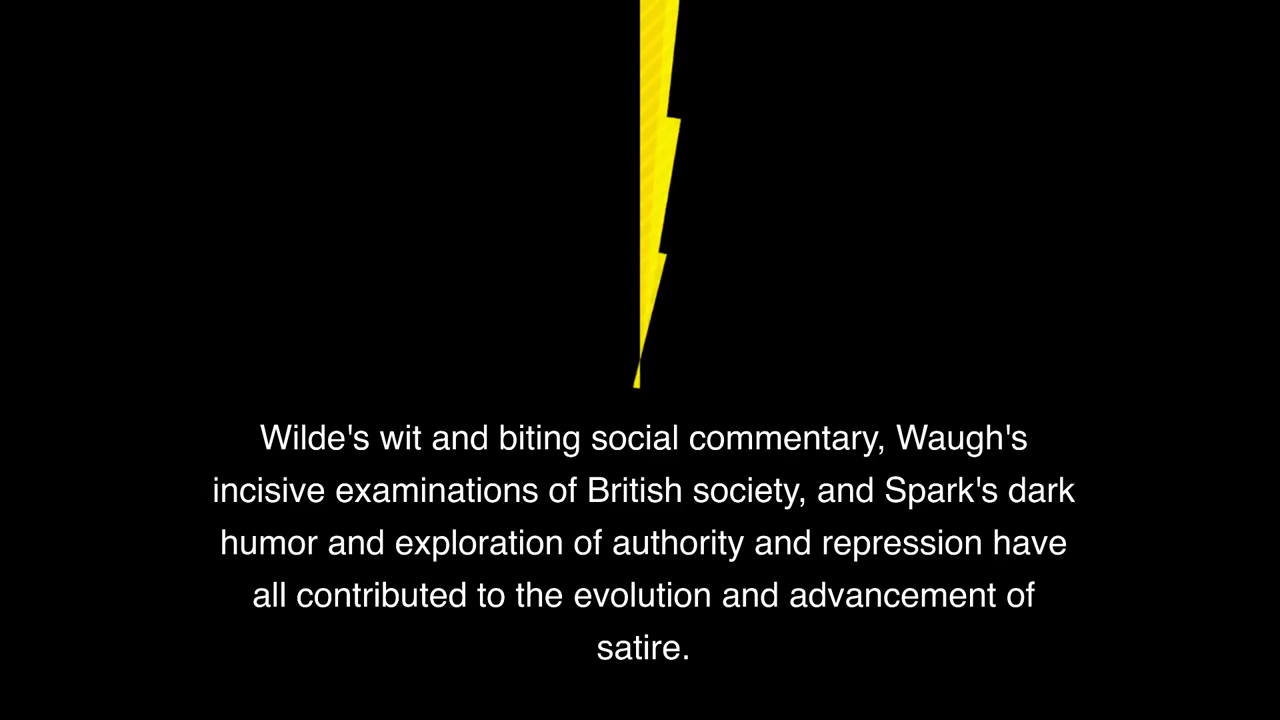 Wilde's wit and biting social commentary, Waugh's
incisive examinations of British society, and Spark's dark
humor and exploration of authority and repression have
all contributed to the evolution and advancement of
satire.